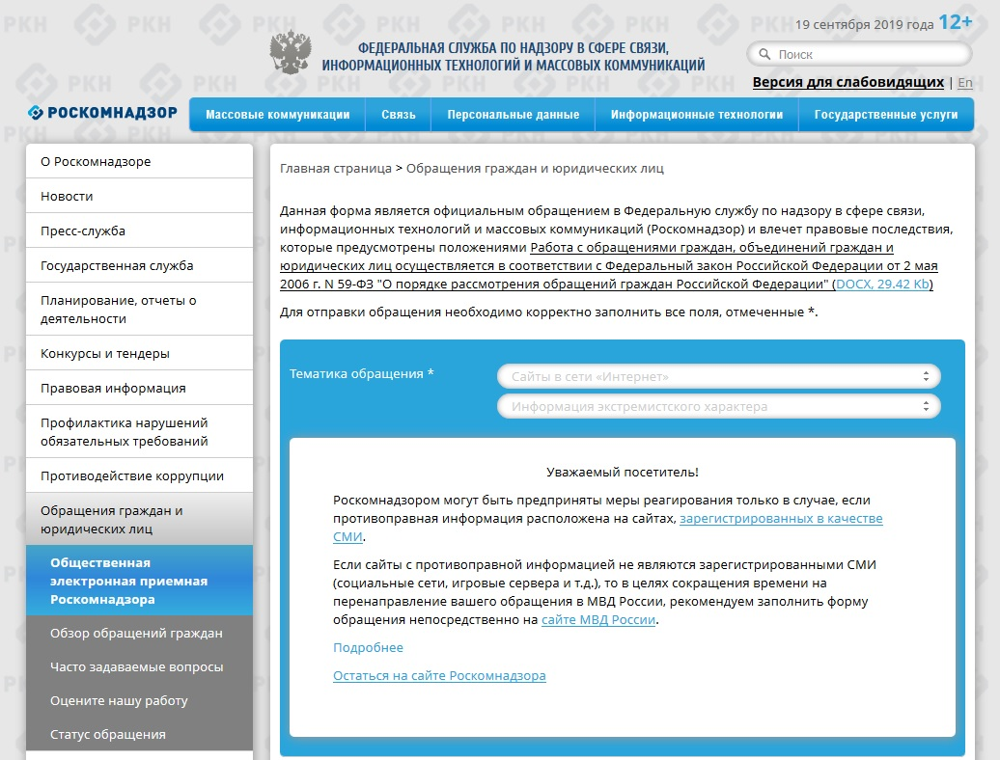 19 сентября 2019 года 12+
ФЕДЕРАЛЬНАЯ СЛУЖБА ПО НАДЗОРУ В СФЕРЕ СВЯЗИ,
ИНФОРМАЦИОННЫХ ТЕХНОЛОГИЙ И МАССОВЫХ КОММУНИКАЦИЙ
Поиск
Версия для слабовидящих | En
РОСКОМНАДЗОР
Массовые коммуникации
Связь
Персональные данные
Информационные технологии
Государственные услуги
О Роскомнадзоре
Новости
Пресс-служба
Государственная служба
Планирование, отчеты о
деятельности
Конкурсы и тендеры
Правовая информация
Профилактика нарушений
обязательных требований
Противодействие коррупции
Обращения граждан и
юридических лиц
Общественная
электронная приемная
Роскомнадзора
Обзор обращений граждан
Часто задаваемые вопросы
Оцените нашу работу
Статус обращения
Главная страница > Обращения граждан и юридических лиц
Данная форма является официальным обращением в Федеральную службу по надзору в сфере связи,
информационных технологий и массовых коммуникаций (Роскомнадзор) и влечет правовые последствия,
которые предусмотрены положениями Работа с обращениями граждан, объединений граждан и
юридических лиц осуществляется в соответствии с Федеральный закон Российской Федерации от 2 мая
2006 г. N 59-ФЗ "О порядке рассмотрения обращений граждан Российской Федерации" (DOCX, 29.42 Kb)
Для отправки обращения необходимо корректно заполнить все поля, отмеченные *.
Тематика обращения *
Сайты в сети «Интернет»
Информация экстремистского характера
Уважаемый посетитель!
Роскомнадзором могут быть предприняты меры реагирования только в случае, если
противоправная информация расположена на сайтах, зарегистрированных в качестве
СМИ.
Если сайты с противоправной информацией не являются зарегистрированными СМИ
(социальные сети, игровые сервера и т.д.), то в целях сокращения времени на
перенаправление вашего обращения в МВД России, рекомендуем заполнить форму
обращения непосредственно на сайте МВД России.
Подробнее
Остаться на сайте Роскомнадзора